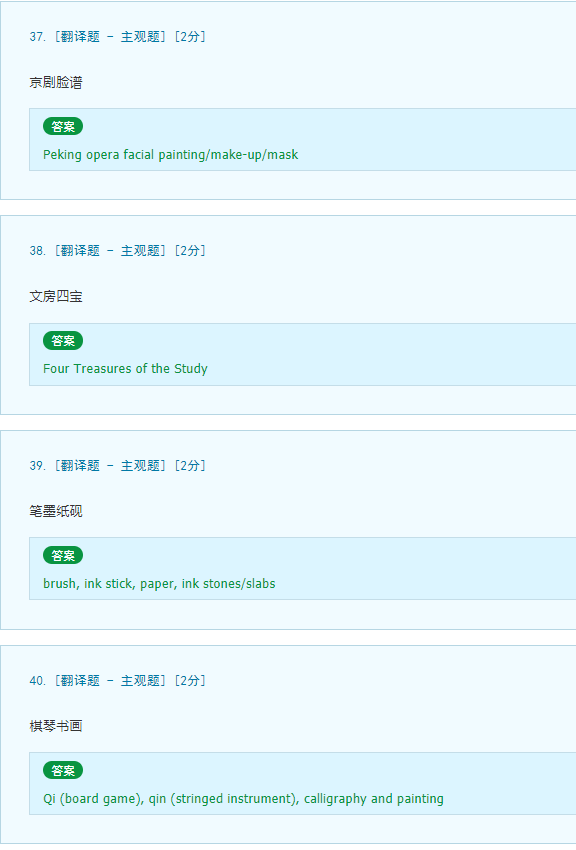 37. [翻译题 - 主观题] [2分]
京剧脸谱
答案
Peking opera facial painting/make-up/mask
38. [翻译题 - 主观题] [2分]
文房四宝
答案
Four Treasures of the Study
39. [翻译题 - 主观题] [2分]
笔墨纸砚
答案
brush, ink stick, paper, ink stones/slabs
40. [翻译题 - 主观题] [2分]
棋琴书画
答案
Qi (board game), qin (stringed instrument), calligraphy and painting